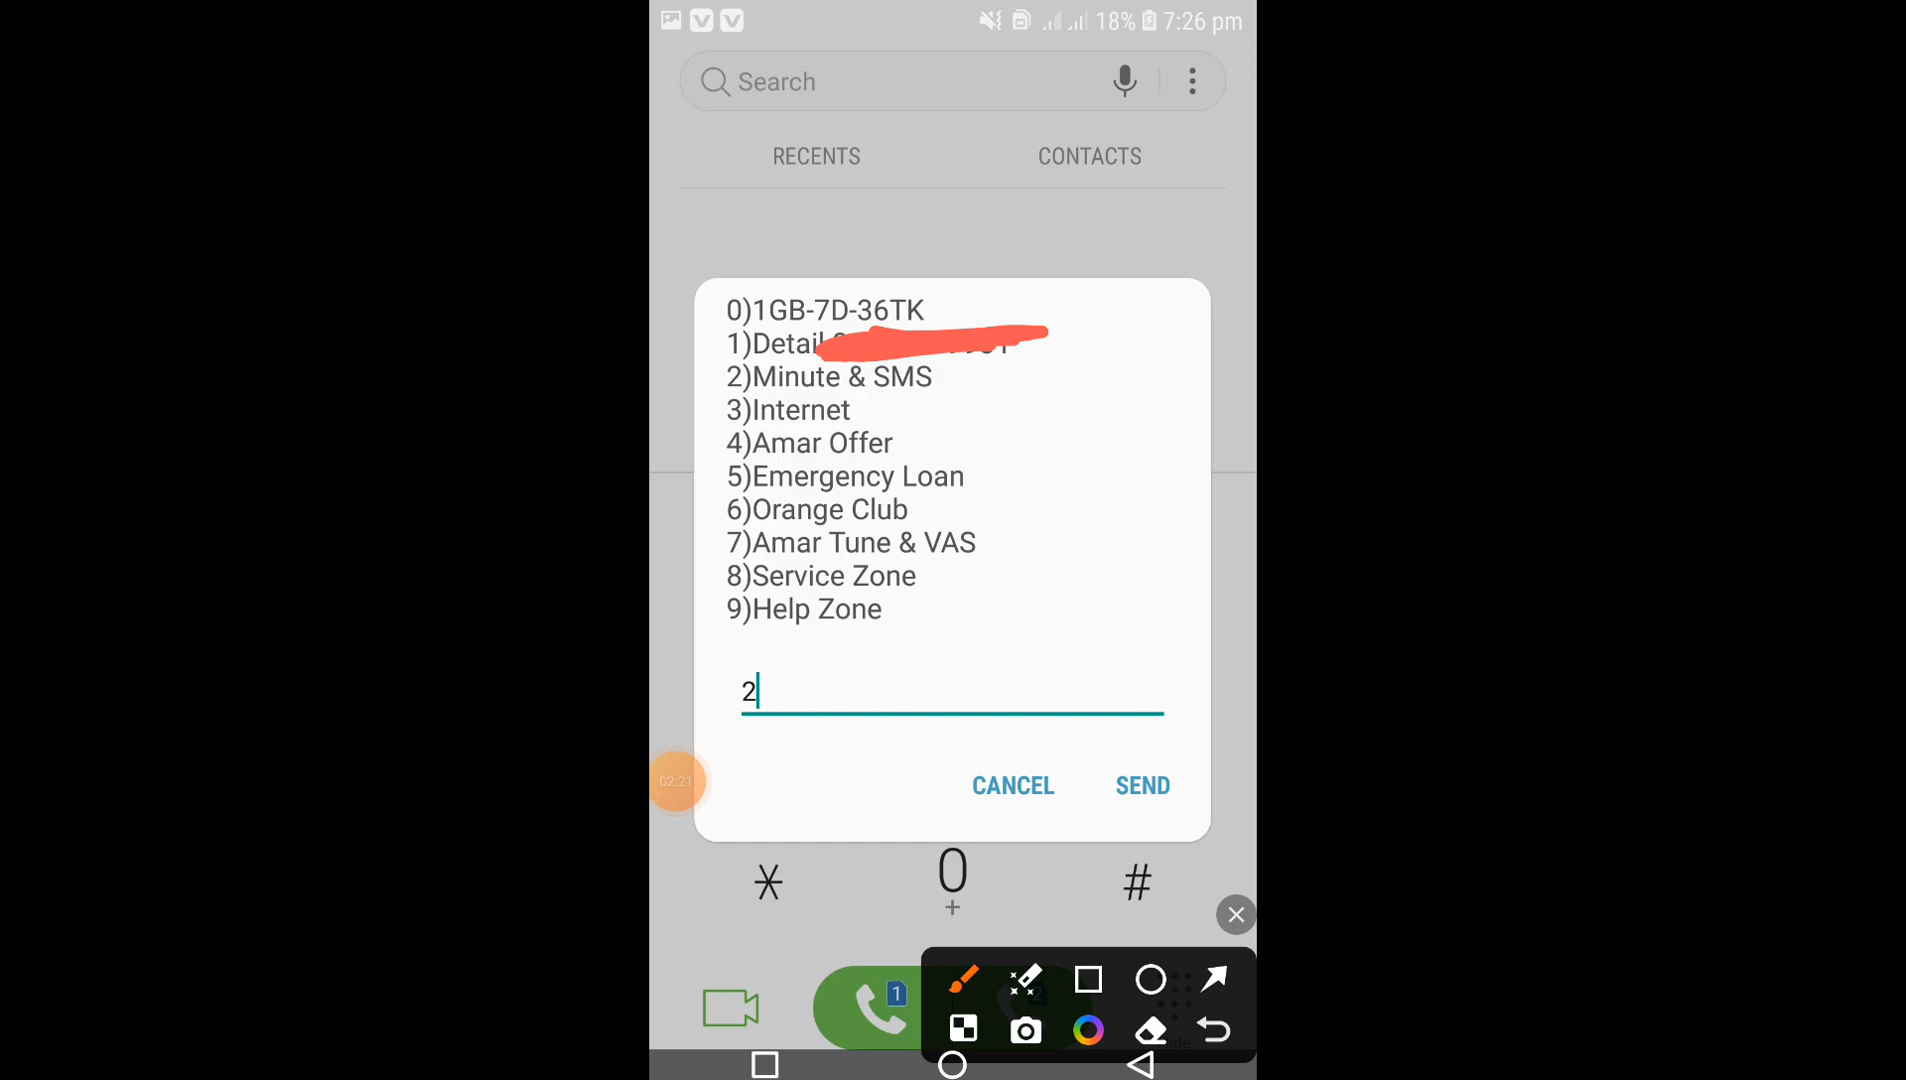 18% 7:26 pm
Search
RECENTS CONTACTS
0)1GB-7D-36TK
1)Detail
2)Minute & SMS
3)Internet
4)Amar Offer
5)Emergency Loan
6)Orange Club
7)Amar Tune & VAS
8)Service Zone
9)Help Zone
2
02:21
CANCEL SEND
0 #
+
1 2